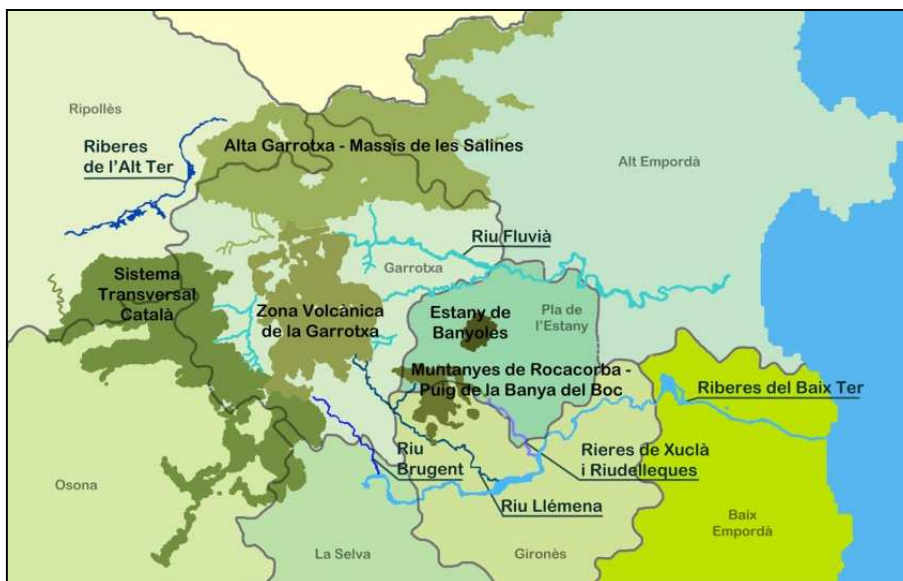 Ripollès
Riberes
de l'Alt Ter
Alta Garrotxa - Massís de les Salines
Alt Empordà
Riu Fluvià
Garrotxa
Sistema
Transversal
Català
Zona Volcànica
de la Garrotxa
Estany de
Banyoles
Pla de
l'Estany
Muntanyes de Rocacorba -
Puig de la Banya del Boc
Riberes del Baix Ter
Riu
Brugent
Rieres de Xuclà
i Riudelleques
Osona
Riu Llémena
Baix
Empordà
La Selva
Gironès